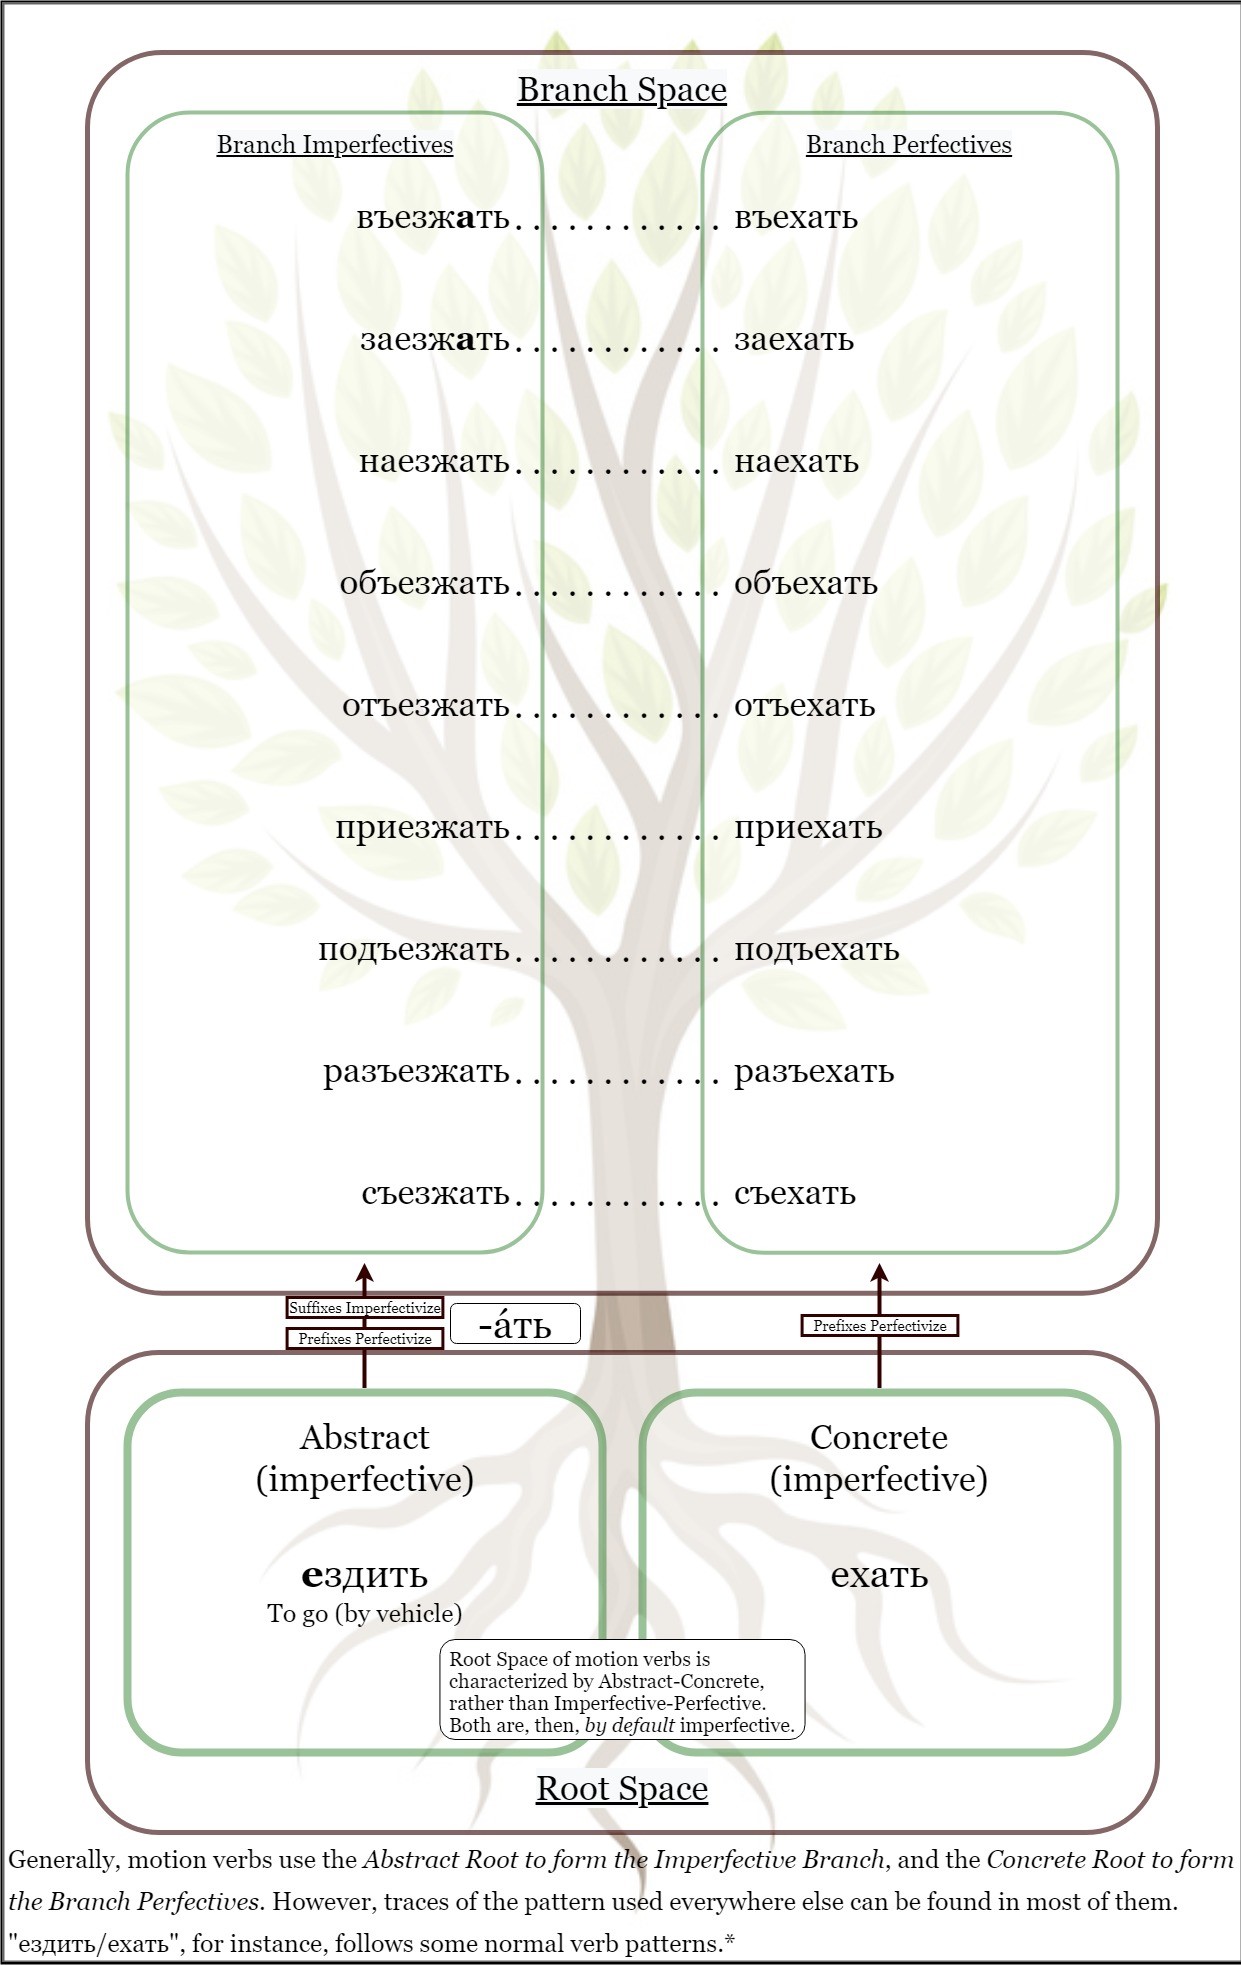 Branch Space
Branch Imperfectives
Branch Perfectives
въезжать............ въехать
заезжать............ заехать
наезжать............ наехать
объезжать............ объехать
отъезжать............ отъехать
приезжать............ приехать
подъезжать............ подъехать
разъезжать............ разъехать
съезжать............ съехать
Suffixes Imperfectivize
Prefixes Perfectivize
-а́ть
Prefixes Perfectivize
Abstract
(imperfective)
Concrete
(imperfective)
ездить
To go (by vehicle)
ехать
Root Space of motion verbs is
characterized by Abstract-Concrete,
rather than Imperfective-Perfective.
Both are, then, by default imperfective.
Root Space
Generally, motion verbs use the Abstract Root to form the Imperfective Branch, and the Concrete Root to form
the Branch Perfectives. However, traces of the pattern used everywhere else can be found in most of them.
"ездить/ехать", for instance, follows some normal verb patterns.*